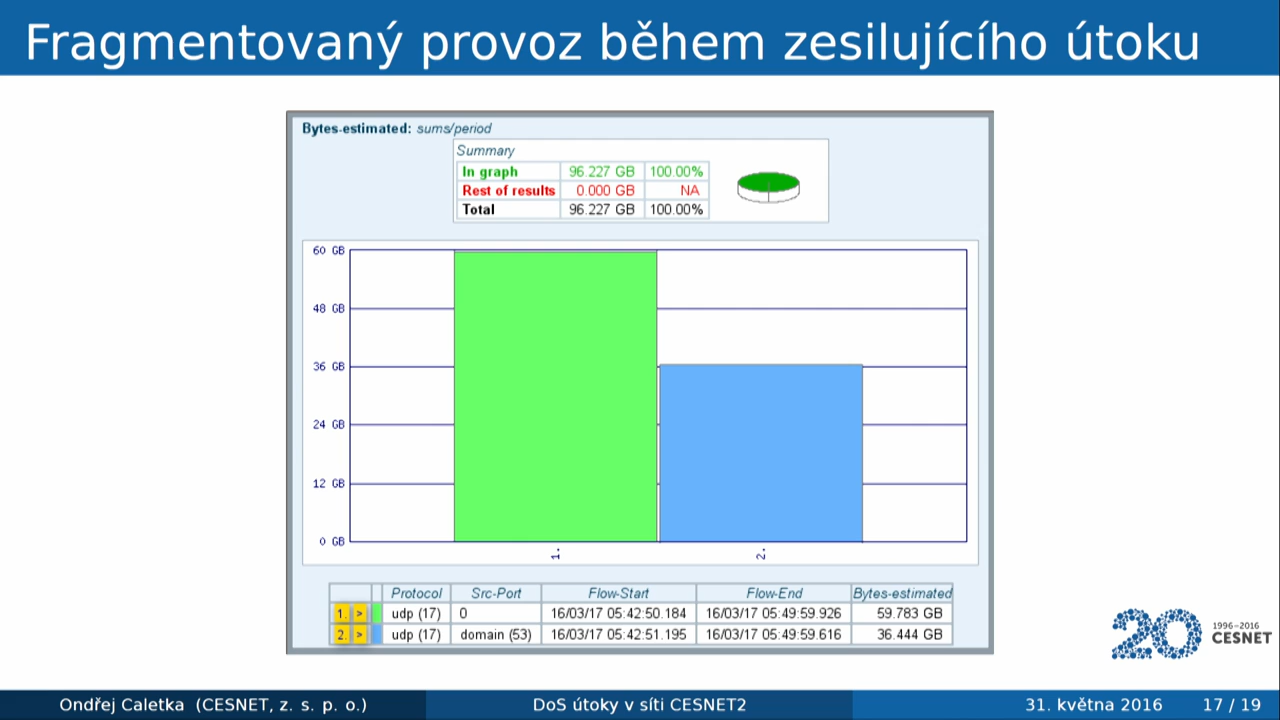 Fragmentovaný provoz během zesilujícího útoku
Bytes-estimated: sums/period
Summary
In graph 96.227 GB 100.00%
Rest of results 0.000 GB NA
Total 96.227 GB 100.00%
60 GB
48 GB
36 GB
24 GB
12 GB
0 GB
1. 2.
Protocol Src-Port Flow-Start Flow-End Bytes-estimated
1. > udp (17) 0 16/03/17 05:42:50.184 16/03/17 05:49:59.926 59.783 GB
2. > udp (17) domain (53) 16/03/17 05:42:51.195 16/03/17 05:49:59.616 36.444 GB
20 1996–2016
CESNET
Ondřej Caletka (CESNET, z. s. p. o.) DoS útoky v síti CESNET2 31. května 2016 17 / 19